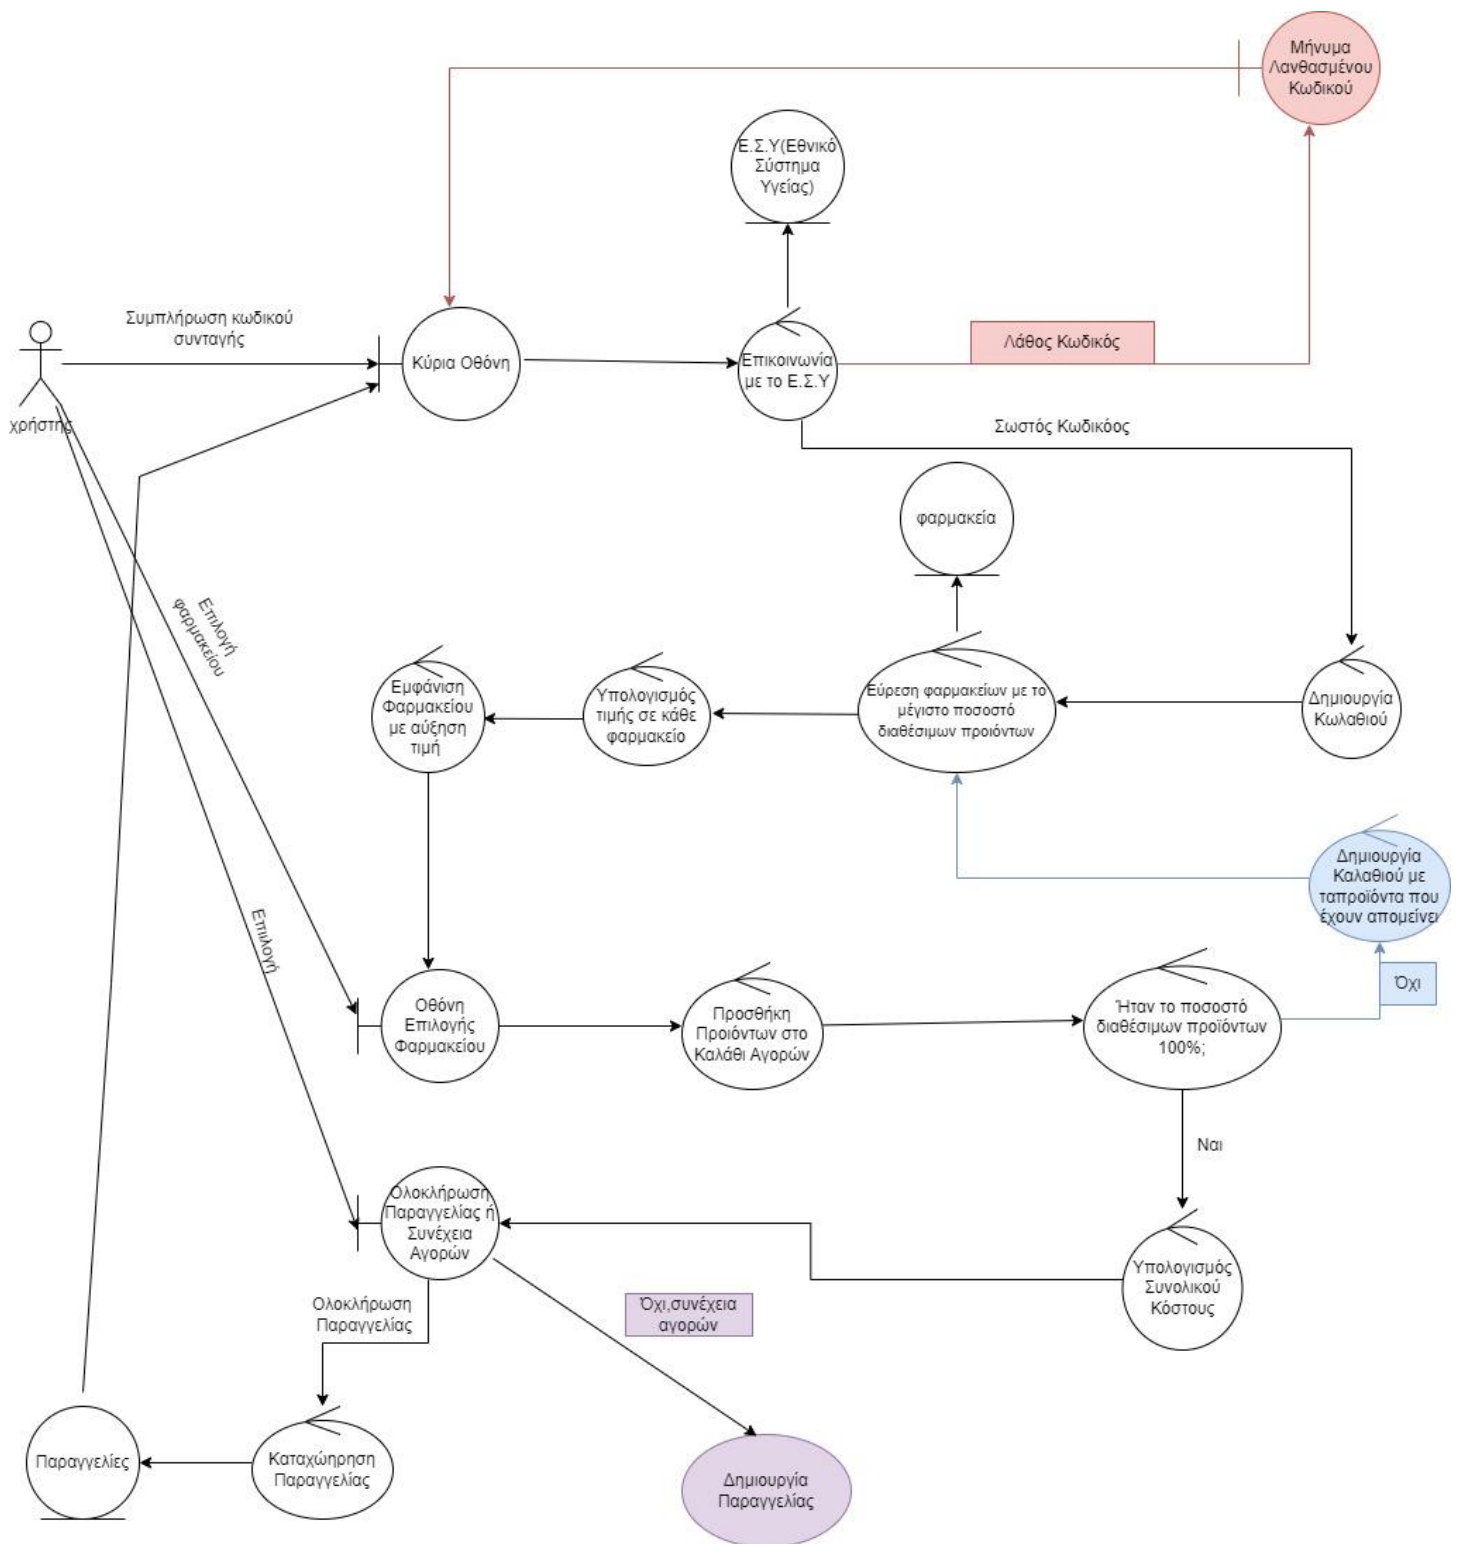 Μήνυμα
Λανθασμένου
Κωδικού
Ε.Σ.Υ(Εθνικό
Σύστημα
Υγείας)
Συμπλήρωση κωδικού
συνταγής
χρήστης
Κύρια Οθόνη
Επικοινωνία
με το Ε.Σ.Υ
Λάθος Κωδικός
Σωστός Κωδικόος
φαρμακεία
Επιλογή
φαρμακείου
Εμφάνιση
Φαρμακείου
με αύξηση
τιμή
Υπολογισμός
τιμής σε κάθε
φαρμακείο
Εύρεση φαρμακείων με το
μέγιστο ποσοστό
διαθέσιμων προιόντων
Δημιουργία
Κωλαθιού
Δημιουργία
Καλαθιού με
ταπροϊόντα που
έχουν απομείνει
Όχι
Επιλογή
Οθόνη
Επιλογής
Φαρμακείου
Προσθήκη
Προιόντων στο
Καλάθι Αγορών
Ήταν το ποσοστό
διαθέσιμων προϊόντων
100%;
Ναι
Ολοκλήρωση
Παραγγελίας ή
Συνέχεια
Αγορών
Υπολογισμός
Συνολικού
Κόστους
Ολοκλήρωση
Παραγγελίας
Όχι,συνέχεια
αγορών
Παραγγελίες
Καταχώηρηση
Παραγγελίας
Δημιουργία
Παραγγελίας